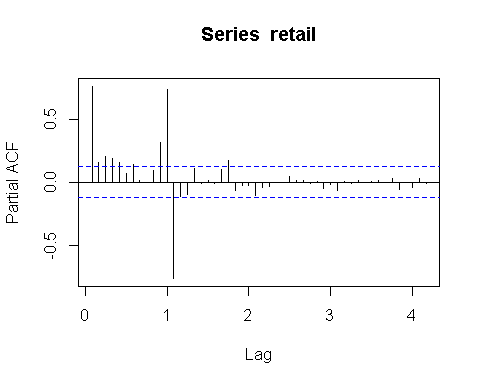 Series retail
Partial ACF
0.5
0.0
-0.5
0 1 2 3 4
Lag